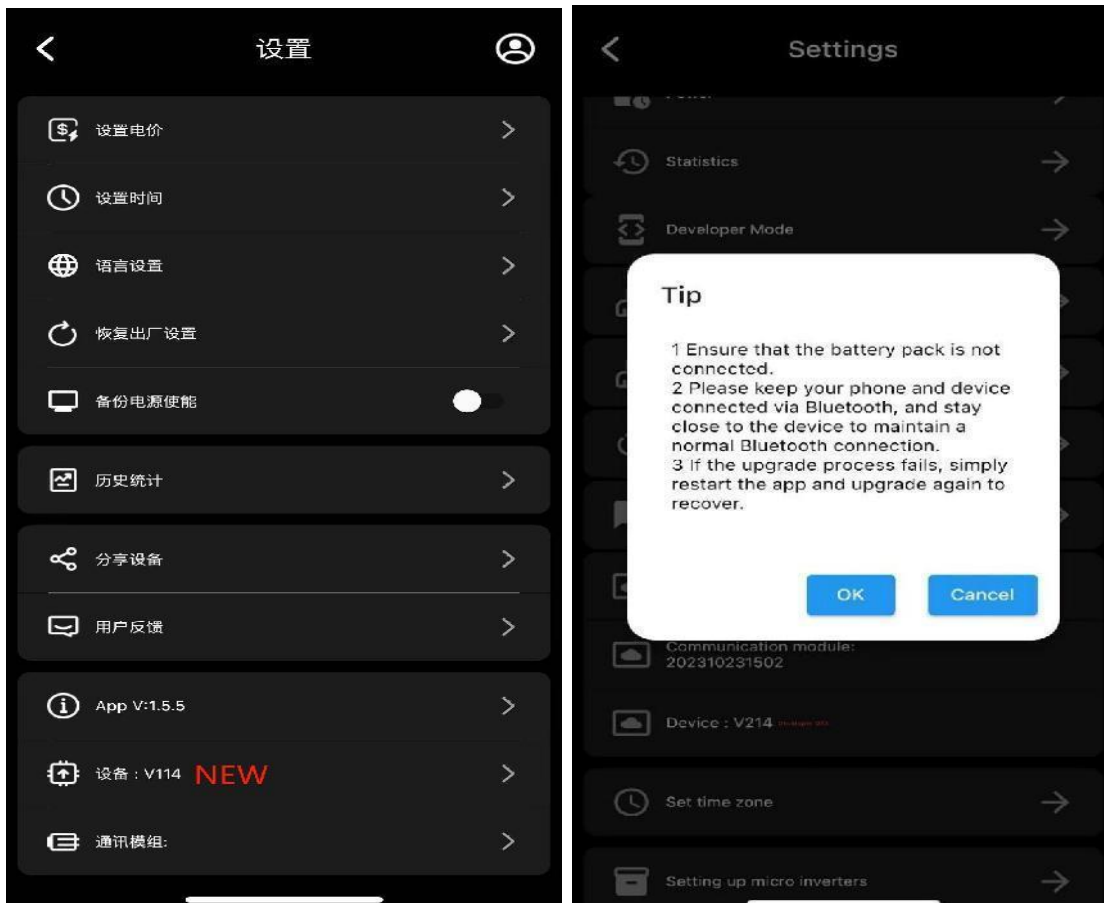 设置
设置电价
设置时间
语言设置
恢复出厂设置
备份电源使能
历史统计
分享设备
用户反馈
App V:1.5.5
设备 : V114 NEW
通讯模组:
Settings
Statistics
Developer Mode
Tip
1 Ensure that the battery pack is not
connected.
2 Please keep your phone and device
connected via Bluetooth, and stay
close to the device to maintain a
normal Bluetooth connection.
3 If the upgrade process fails, simply
restart the app and upgrade again to
recover.
OK
Cancel
Communication module:
202310231502
Device : V214
Set time zone
Setting up micro inverters